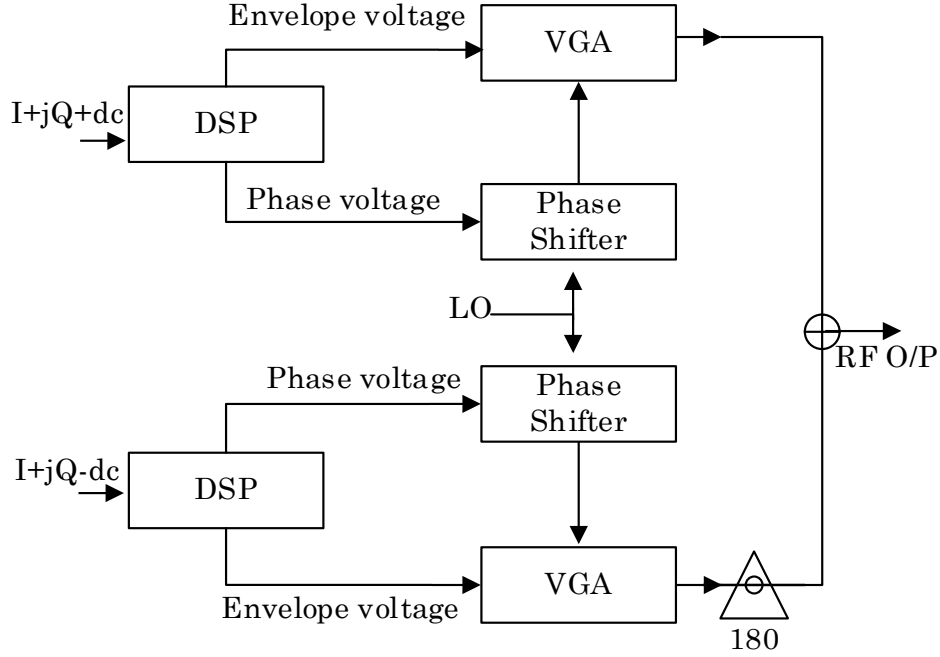 Envelope voltage
VGA
I+jQ+dc
DSP
Phase voltage
Phase
Shifter
LO
RF O/P
Phase voltage
Phase
Shifter
I+jQ-dc
DSP
VGA
Envelope voltage
180